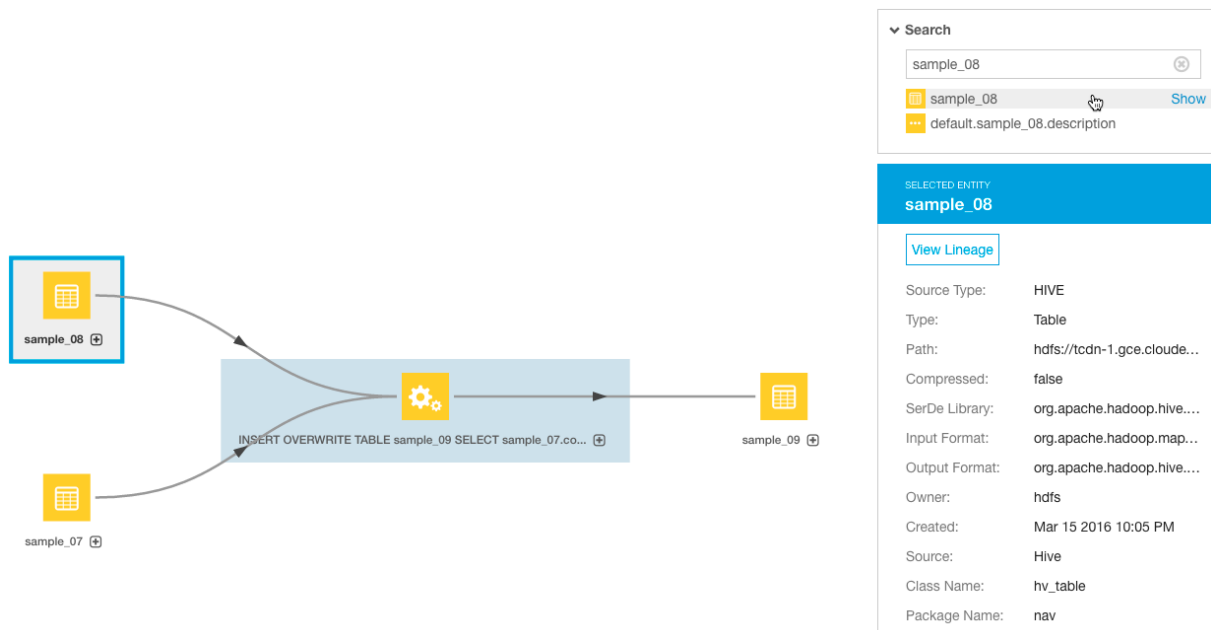 Search
sample_08
sample_08 Show
default.sample_08.description
SELECTED ENTITY
sample_08
View Lineage
Source Type: HIVE
Type: Table
Path: hdfs://tcdn-1.gce.cloude...
Compressed: false
SerDe Library: org.apache.hadoop.hive....
Input Format: org.apache.hadoop.map...
Output Format: org.apache.hadoop.hive....
Owner: hdfs
Created: Mar 15 2016 10:05 PM
Source: Hive
Class Name: hv_table
Package Name: nav
sample_08
INSERT OVERWRITE TABLE sample_09 SELECT sample_07.co...
sample_09
sample_07